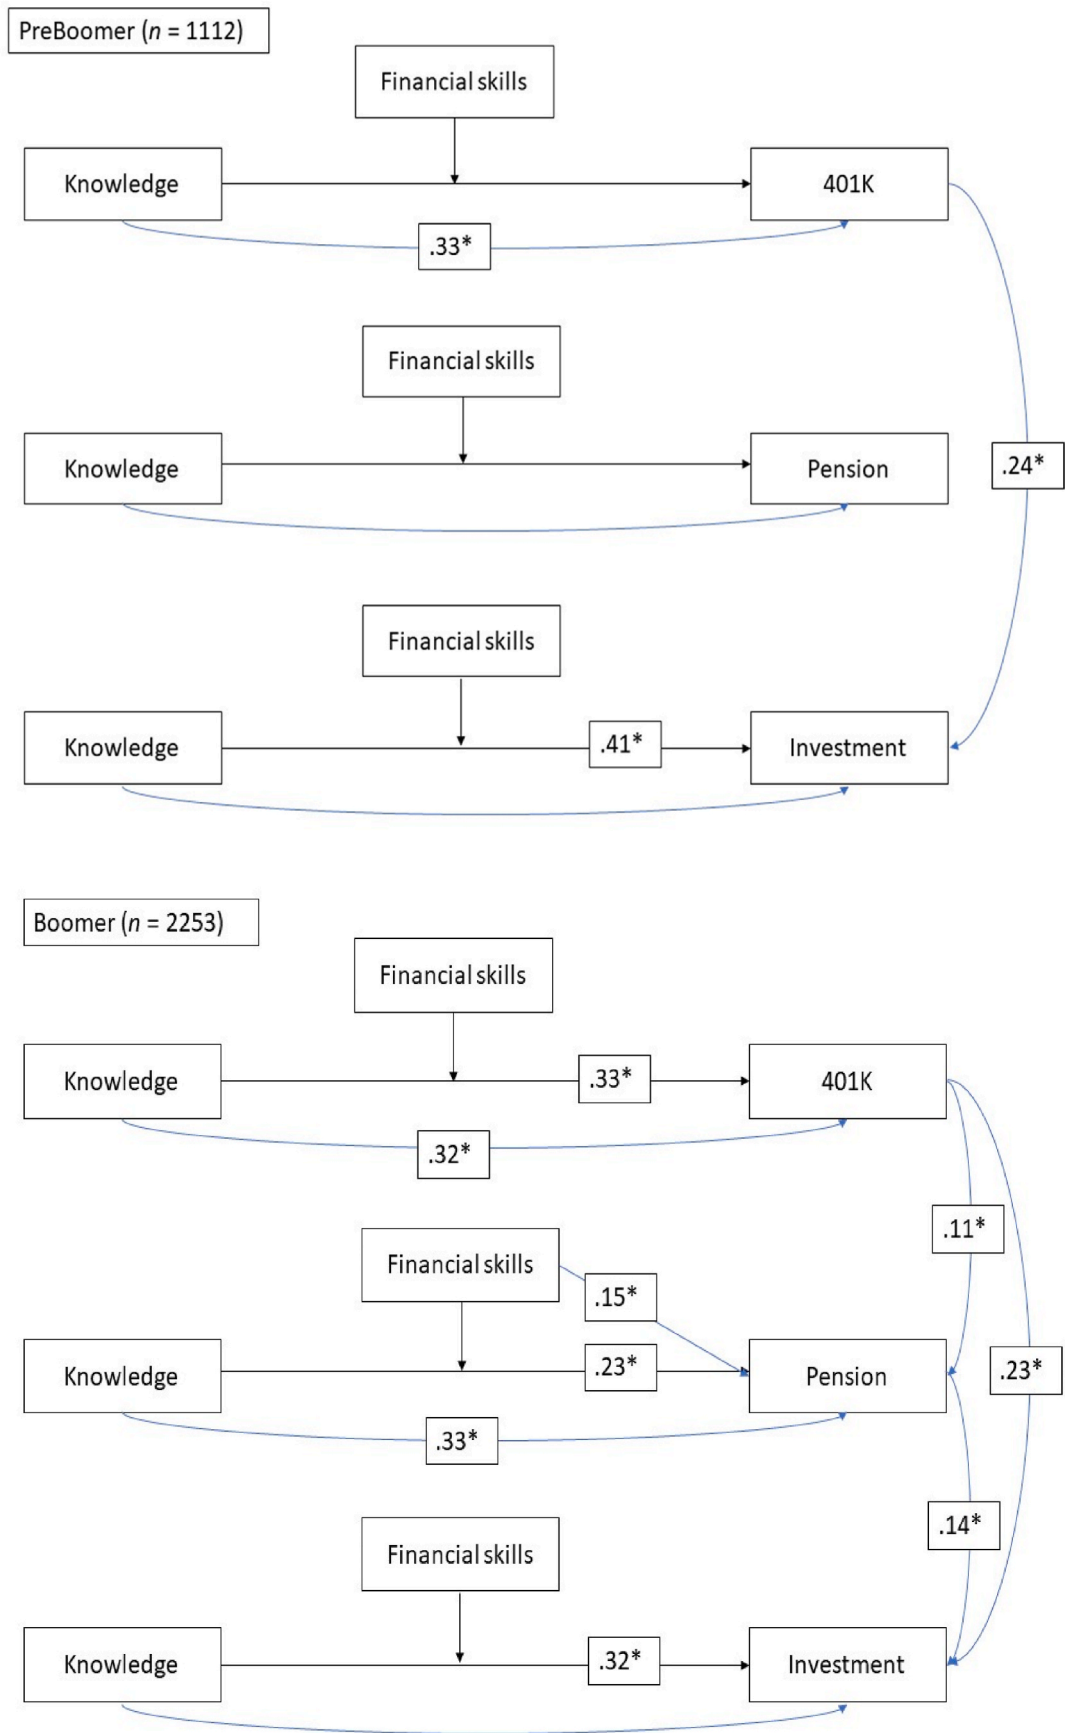 PreBoomer (n = 1112)
Financial skills
Knowledge
401K
.33*
Financial skills
Knowledge
Pension
.24*
Financial skills
Knowledge
.41*
Investment
Boomer (n = 2253)
Financial skills
Knowledge
.33*
401K
.32*
.11*
Financial skills
.15*
Knowledge
.23*
Pension
.23*
.33*
.14*
Financial skills
Knowledge
.32*
Investment